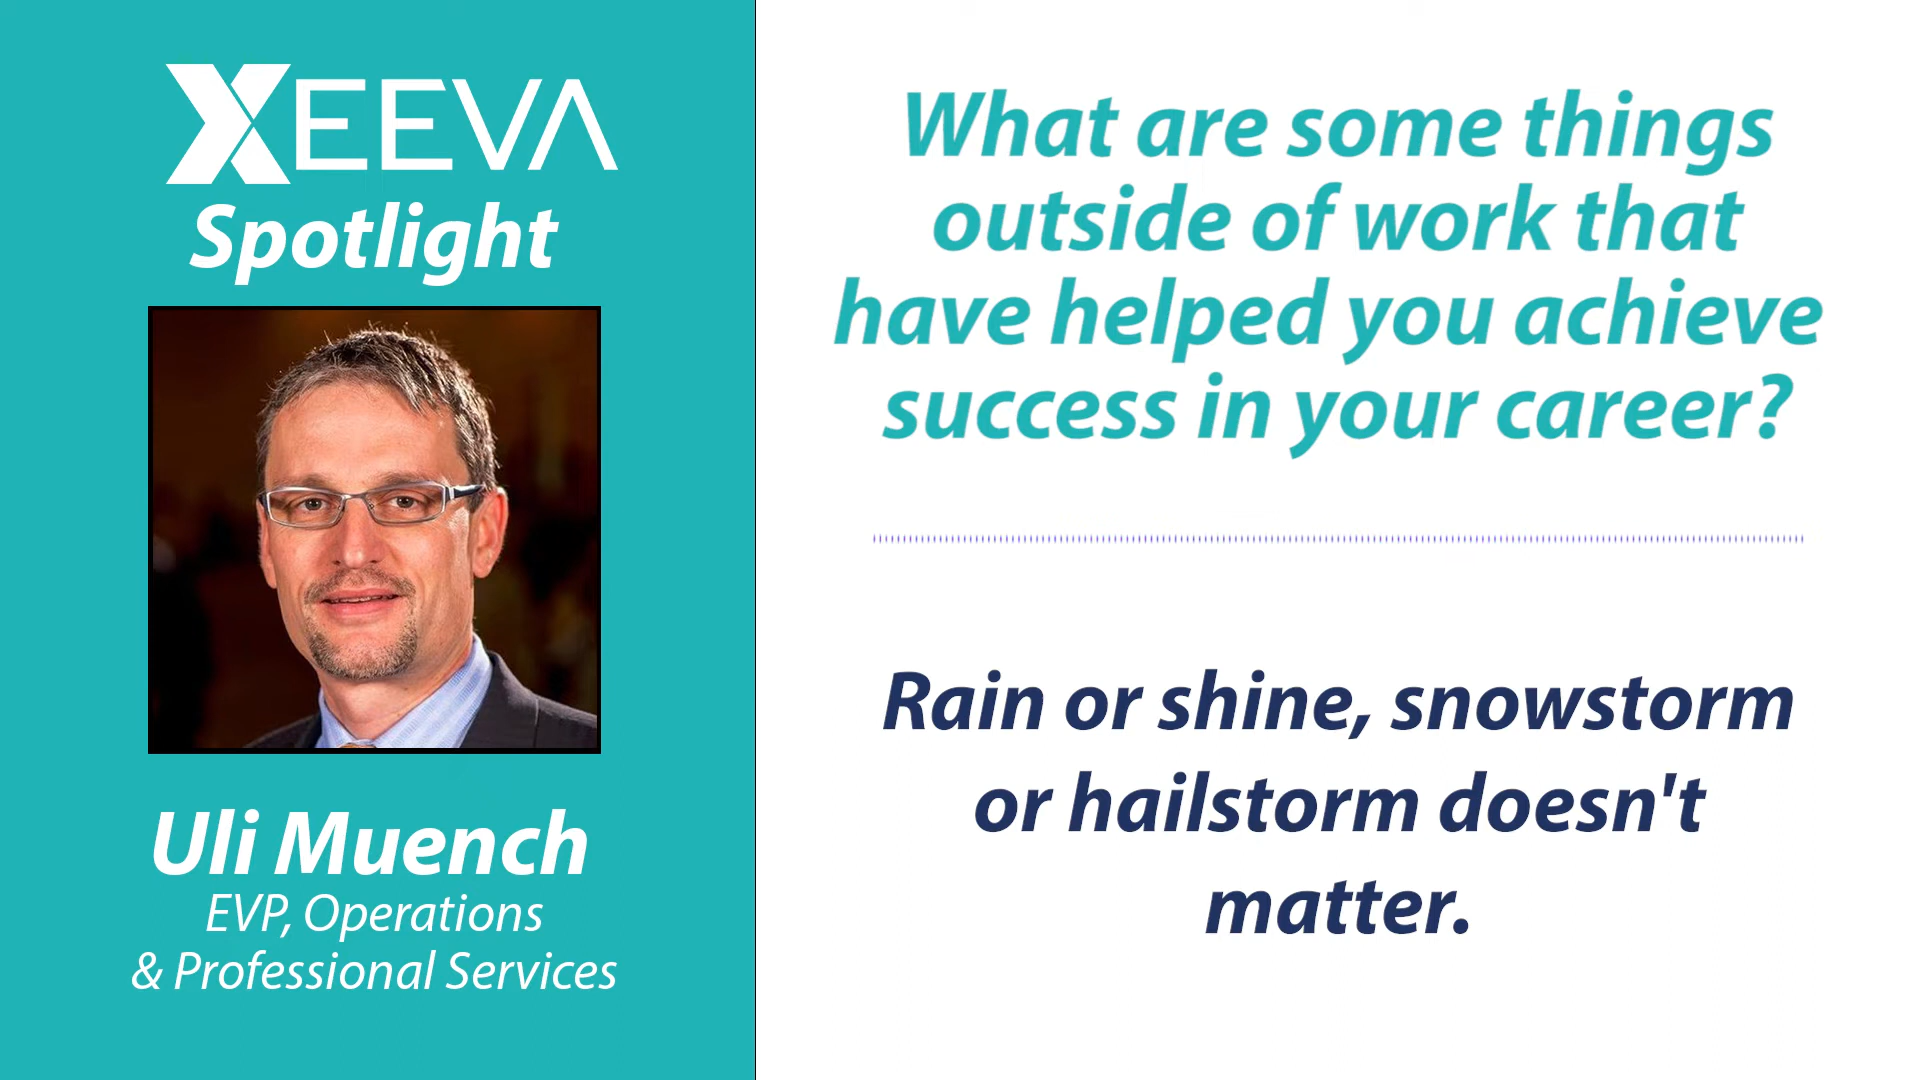 XEEVA
Spotlight
Uli Muench
EVP, Operations
& Professional Services
What are some things
outside of work that
have helped you achieve
success in your career?
Rain or shine, snowstorm
or hailstorm doesn't
matter.